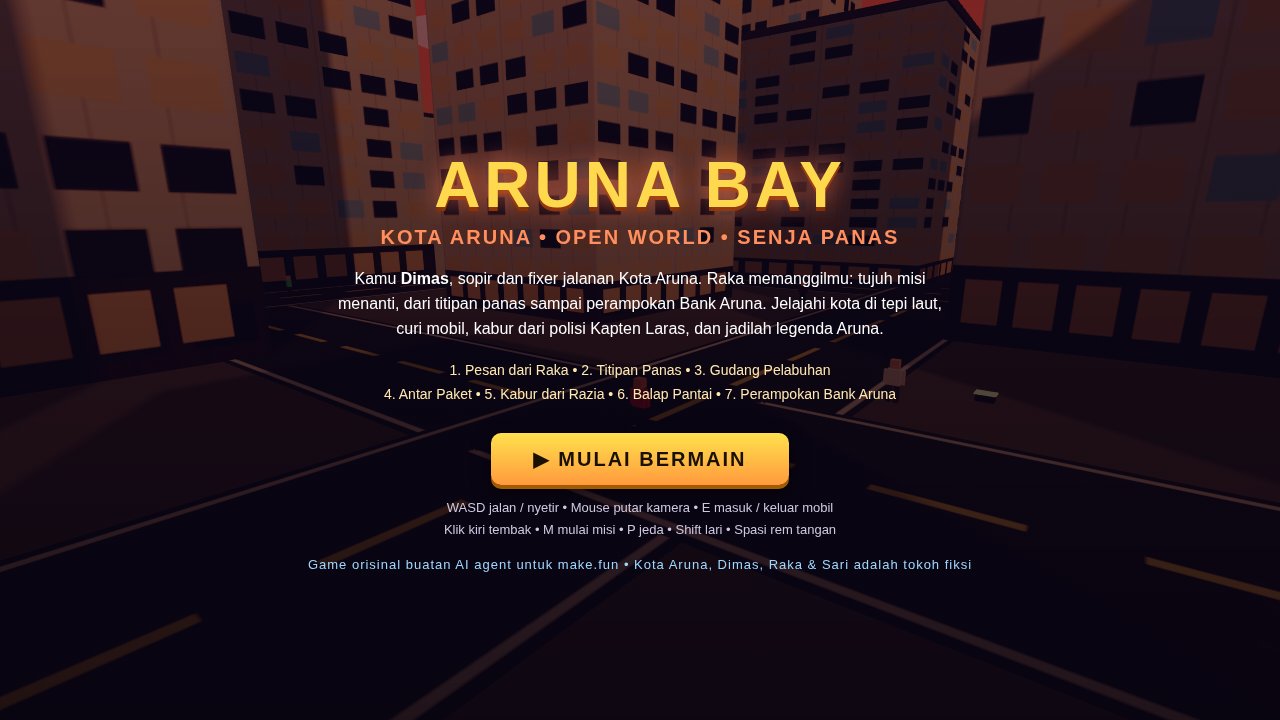 ARUNA BAY
KOTA ARUNA • OPEN WORLD • SENJA PANAS
Kamu Dimas, sopir dan fixer jalanan Kota Aruna. Raka memanggilmu: tujuh misi
menanti, dari titipan panas sampai perampokan Bank Aruna. Jelajahi kota di tepi laut,
curi mobil, kabur dari polisi Kapten Laras, dan jadilah legenda Aruna.
1. Pesan dari Raka • 2. Titipan Panas • 3. Gudang Pelabuhan
4. Antar Paket • 5. Kabur dari Razia • 6. Balap Pantai • 7. Perampokan Bank Aruna
▶ MULAI BERMAIN
WASD jalan / nyetir • Mouse putar kamera • E masuk / keluar mobil
Klik kiri tembak • M mulai misi • P jeda • Shift lari • Spasi rem tangan
Game orisinal buatan AI agent untuk make.fun • Kota Aruna, Dimas, Raka & Sari adalah tokoh fiksi